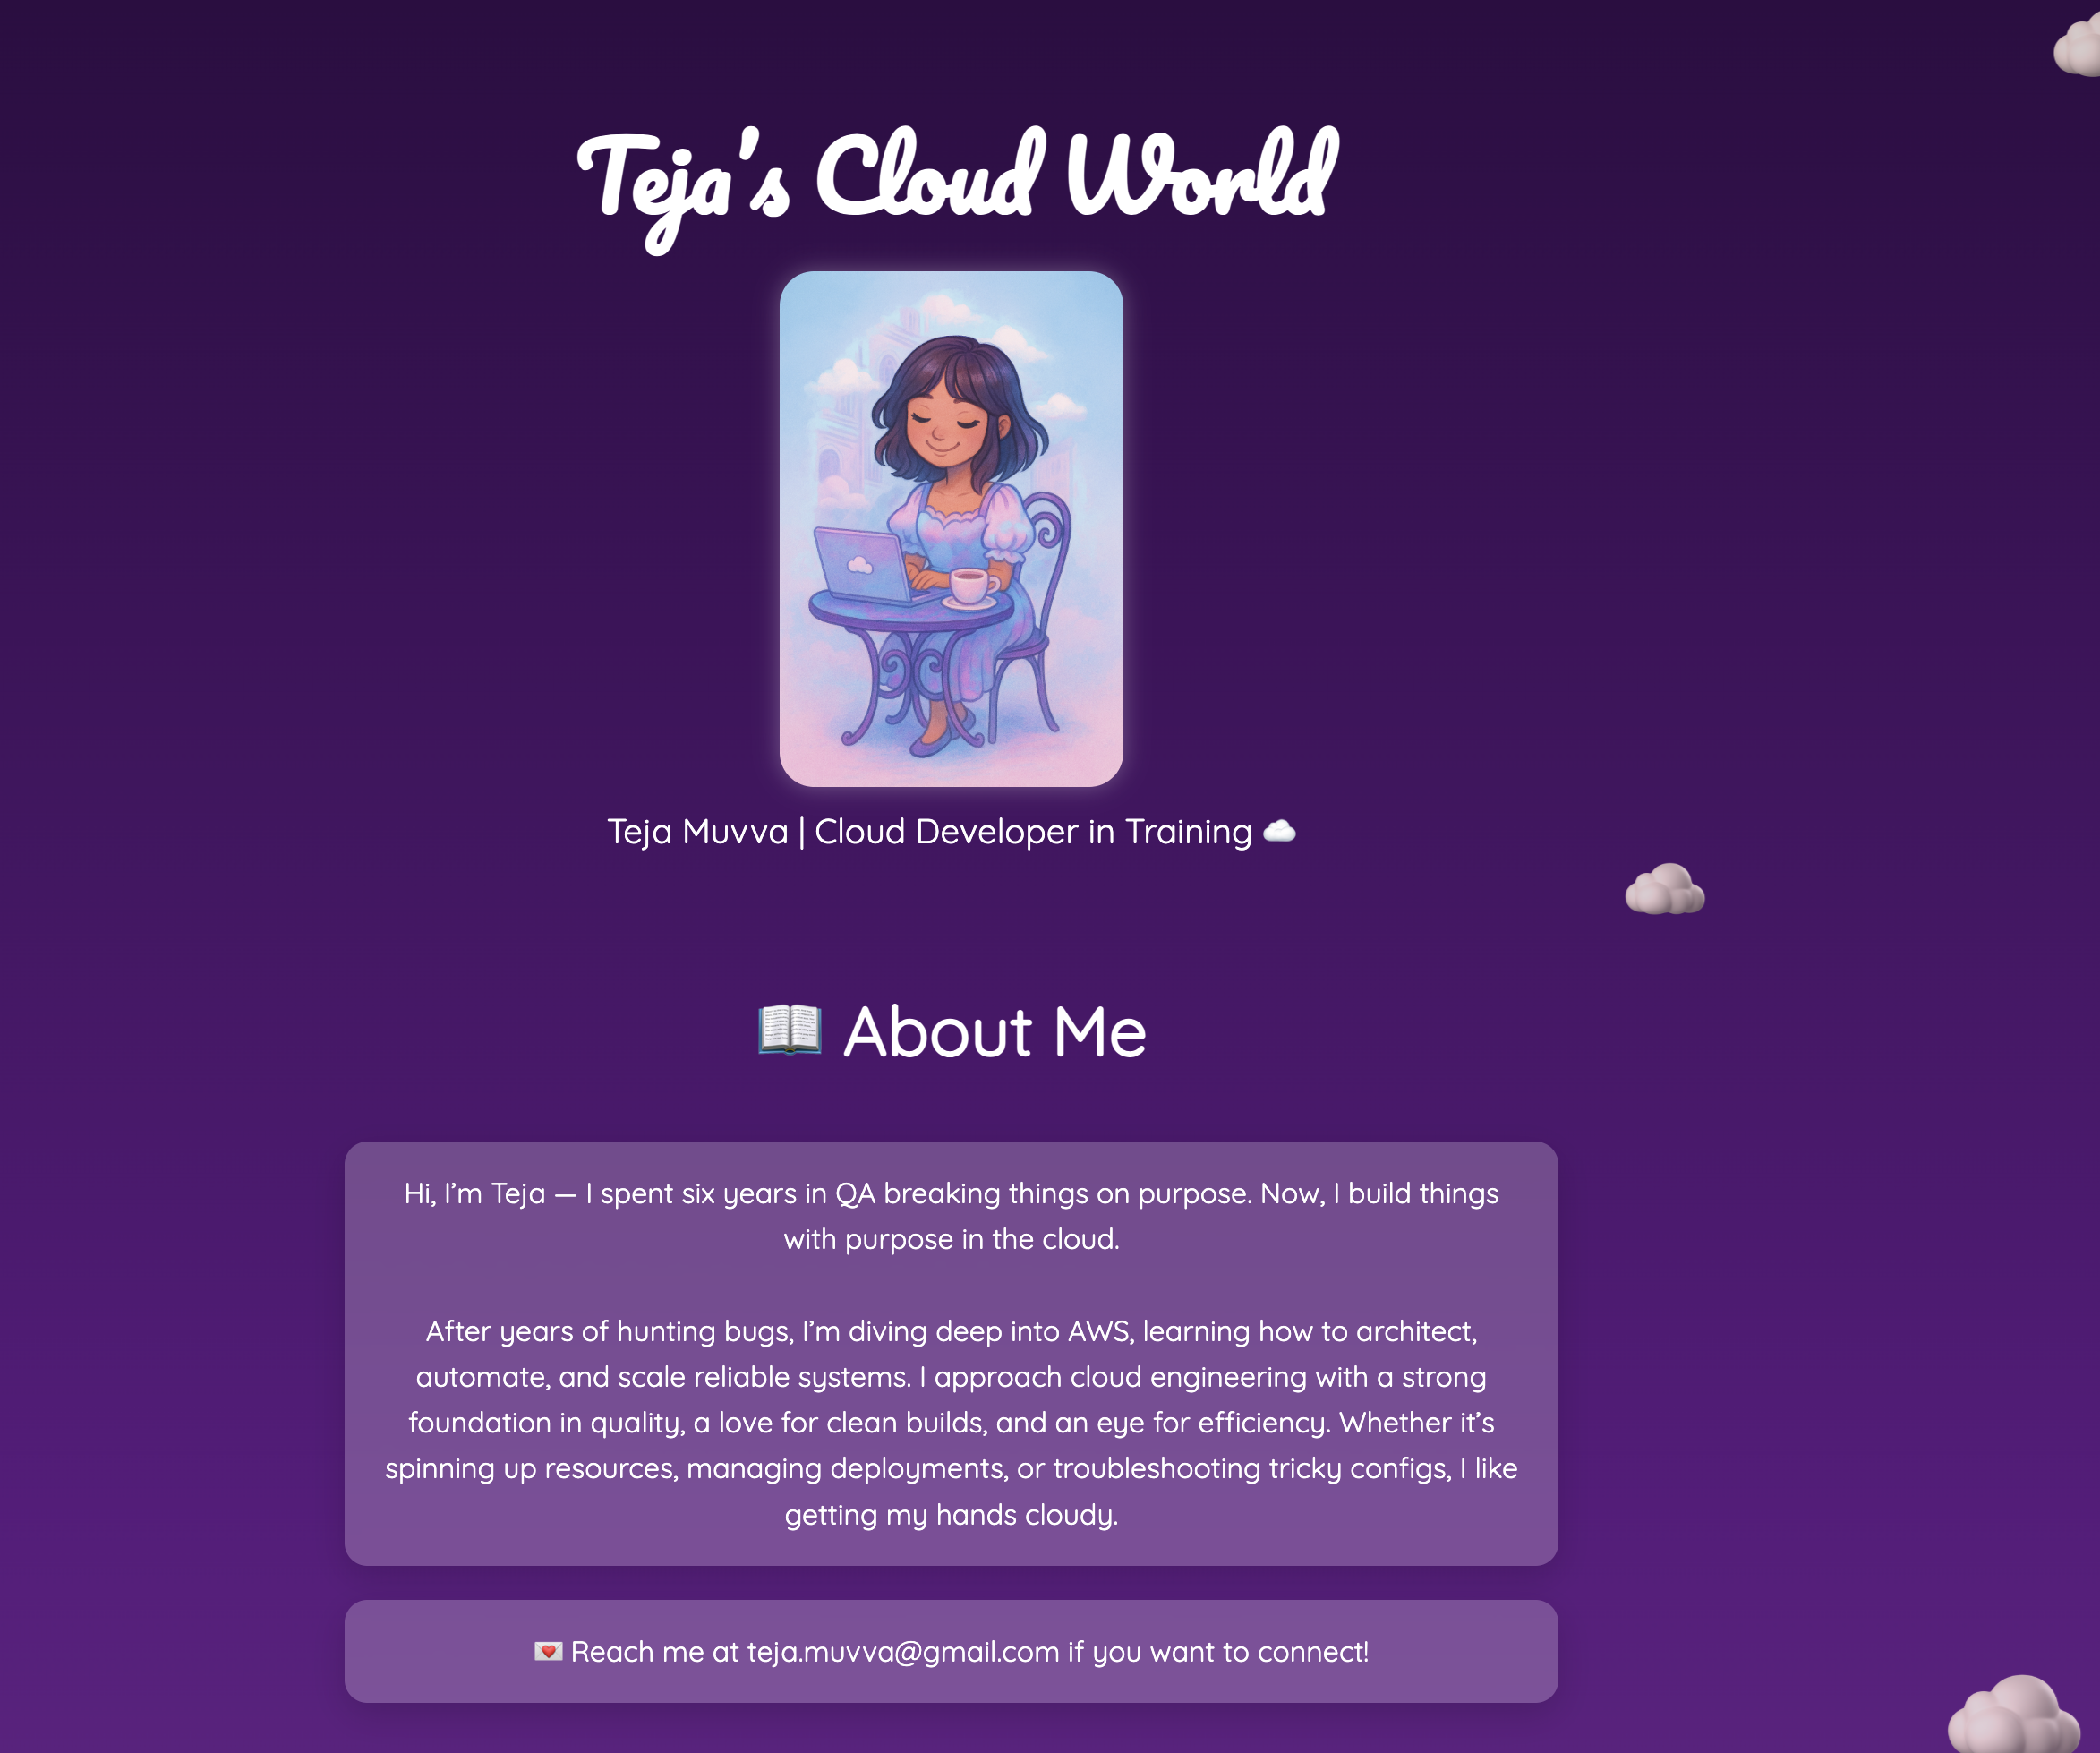 Teja's Cloud World
Teja Muvva | Cloud Developer in Training ☁️
📖 About Me
Hi, I’m Teja — I spent six years in QA breaking things on purpose. Now, I build things
with purpose in the cloud.
After years of hunting bugs, I’m diving deep into AWS, learning how to architect,
automate, and scale reliable systems. I approach cloud engineering with a strong
foundation in quality, a love for clean builds, and an eye for efficiency. Whether it’s
spinning up resources, managing deployments, or troubleshooting tricky configs, I like
getting my hands cloudy.
💌 Reach me at teja.muvva@gmail.com if you want to connect!